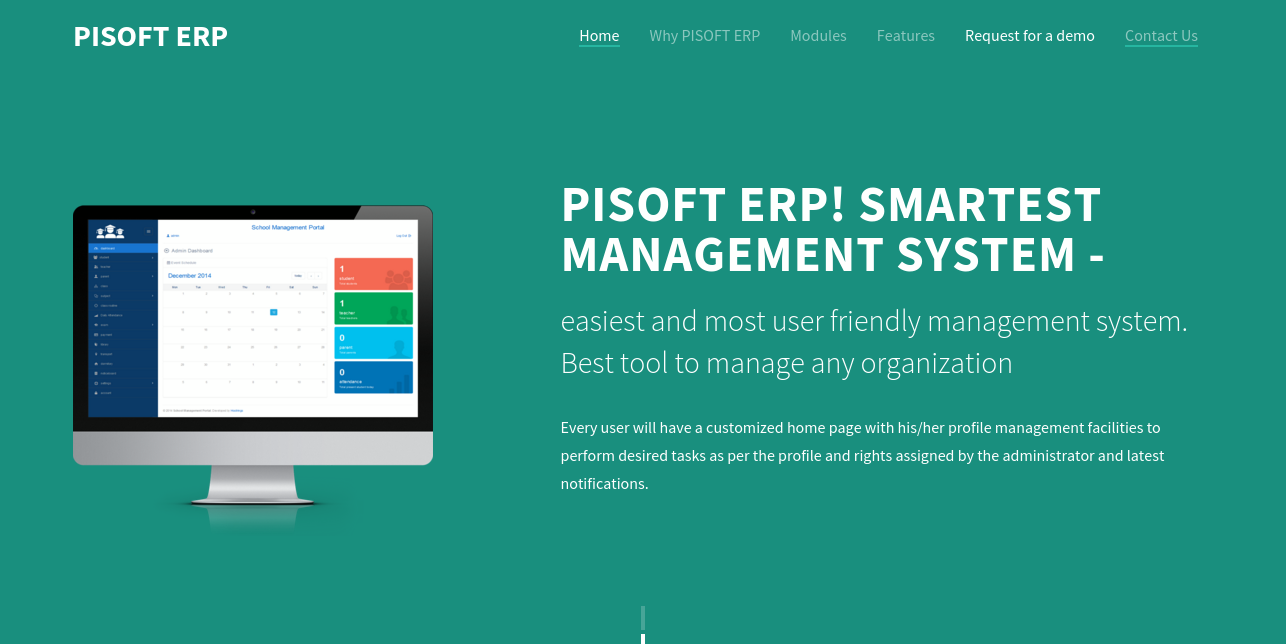 PISOFT ERP
Home Why PISOFT ERP Modules Features Request for a demo Contact Us
PISOFT ERP! SMARTEST
MANAGEMENT SYSTEM -
easiest and most user friendly management system.
Best tool to manage any organization
Every user will have a customized home page with his/her profile management facilities to
perform desired tasks as per the profile and rights assigned by the administrator and latest
notifications.
School Management Portal
Admin Dashboard
December 2014
1
student
1
teacher
0
parent
0
attendance